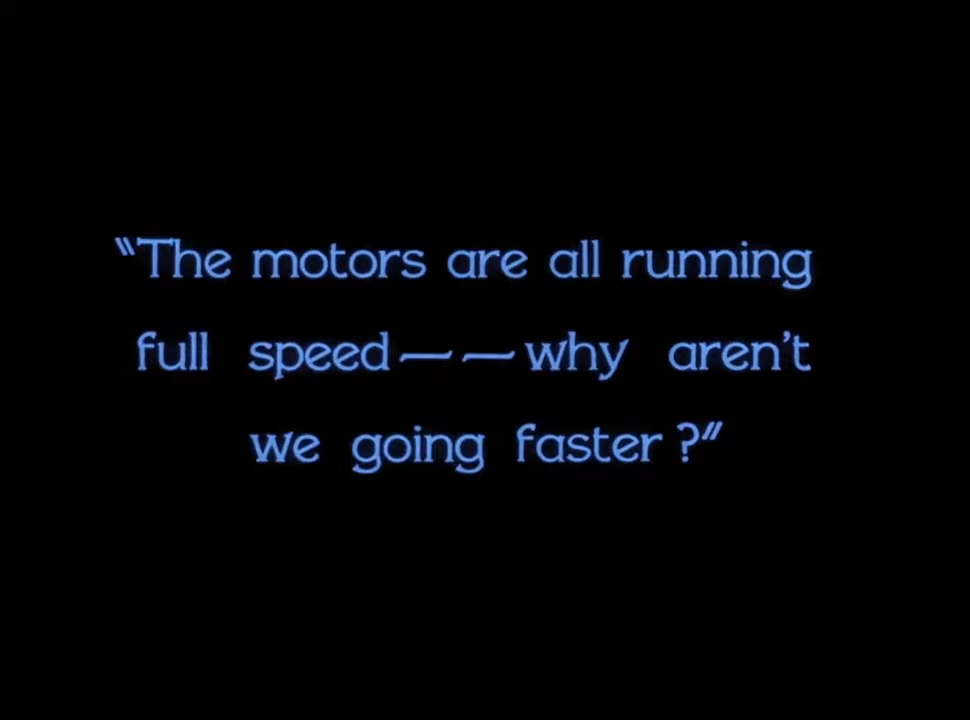 “The motors are all running
full speed——why aren't
we going faster?”